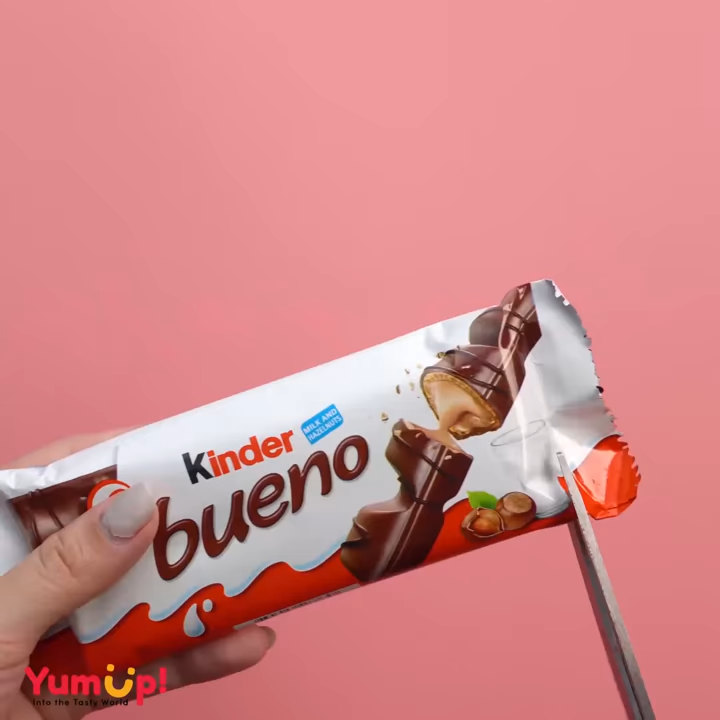 Kinder
MILK AND
HAZELNUTS
bueno
YumUp!
Into the Tasty World